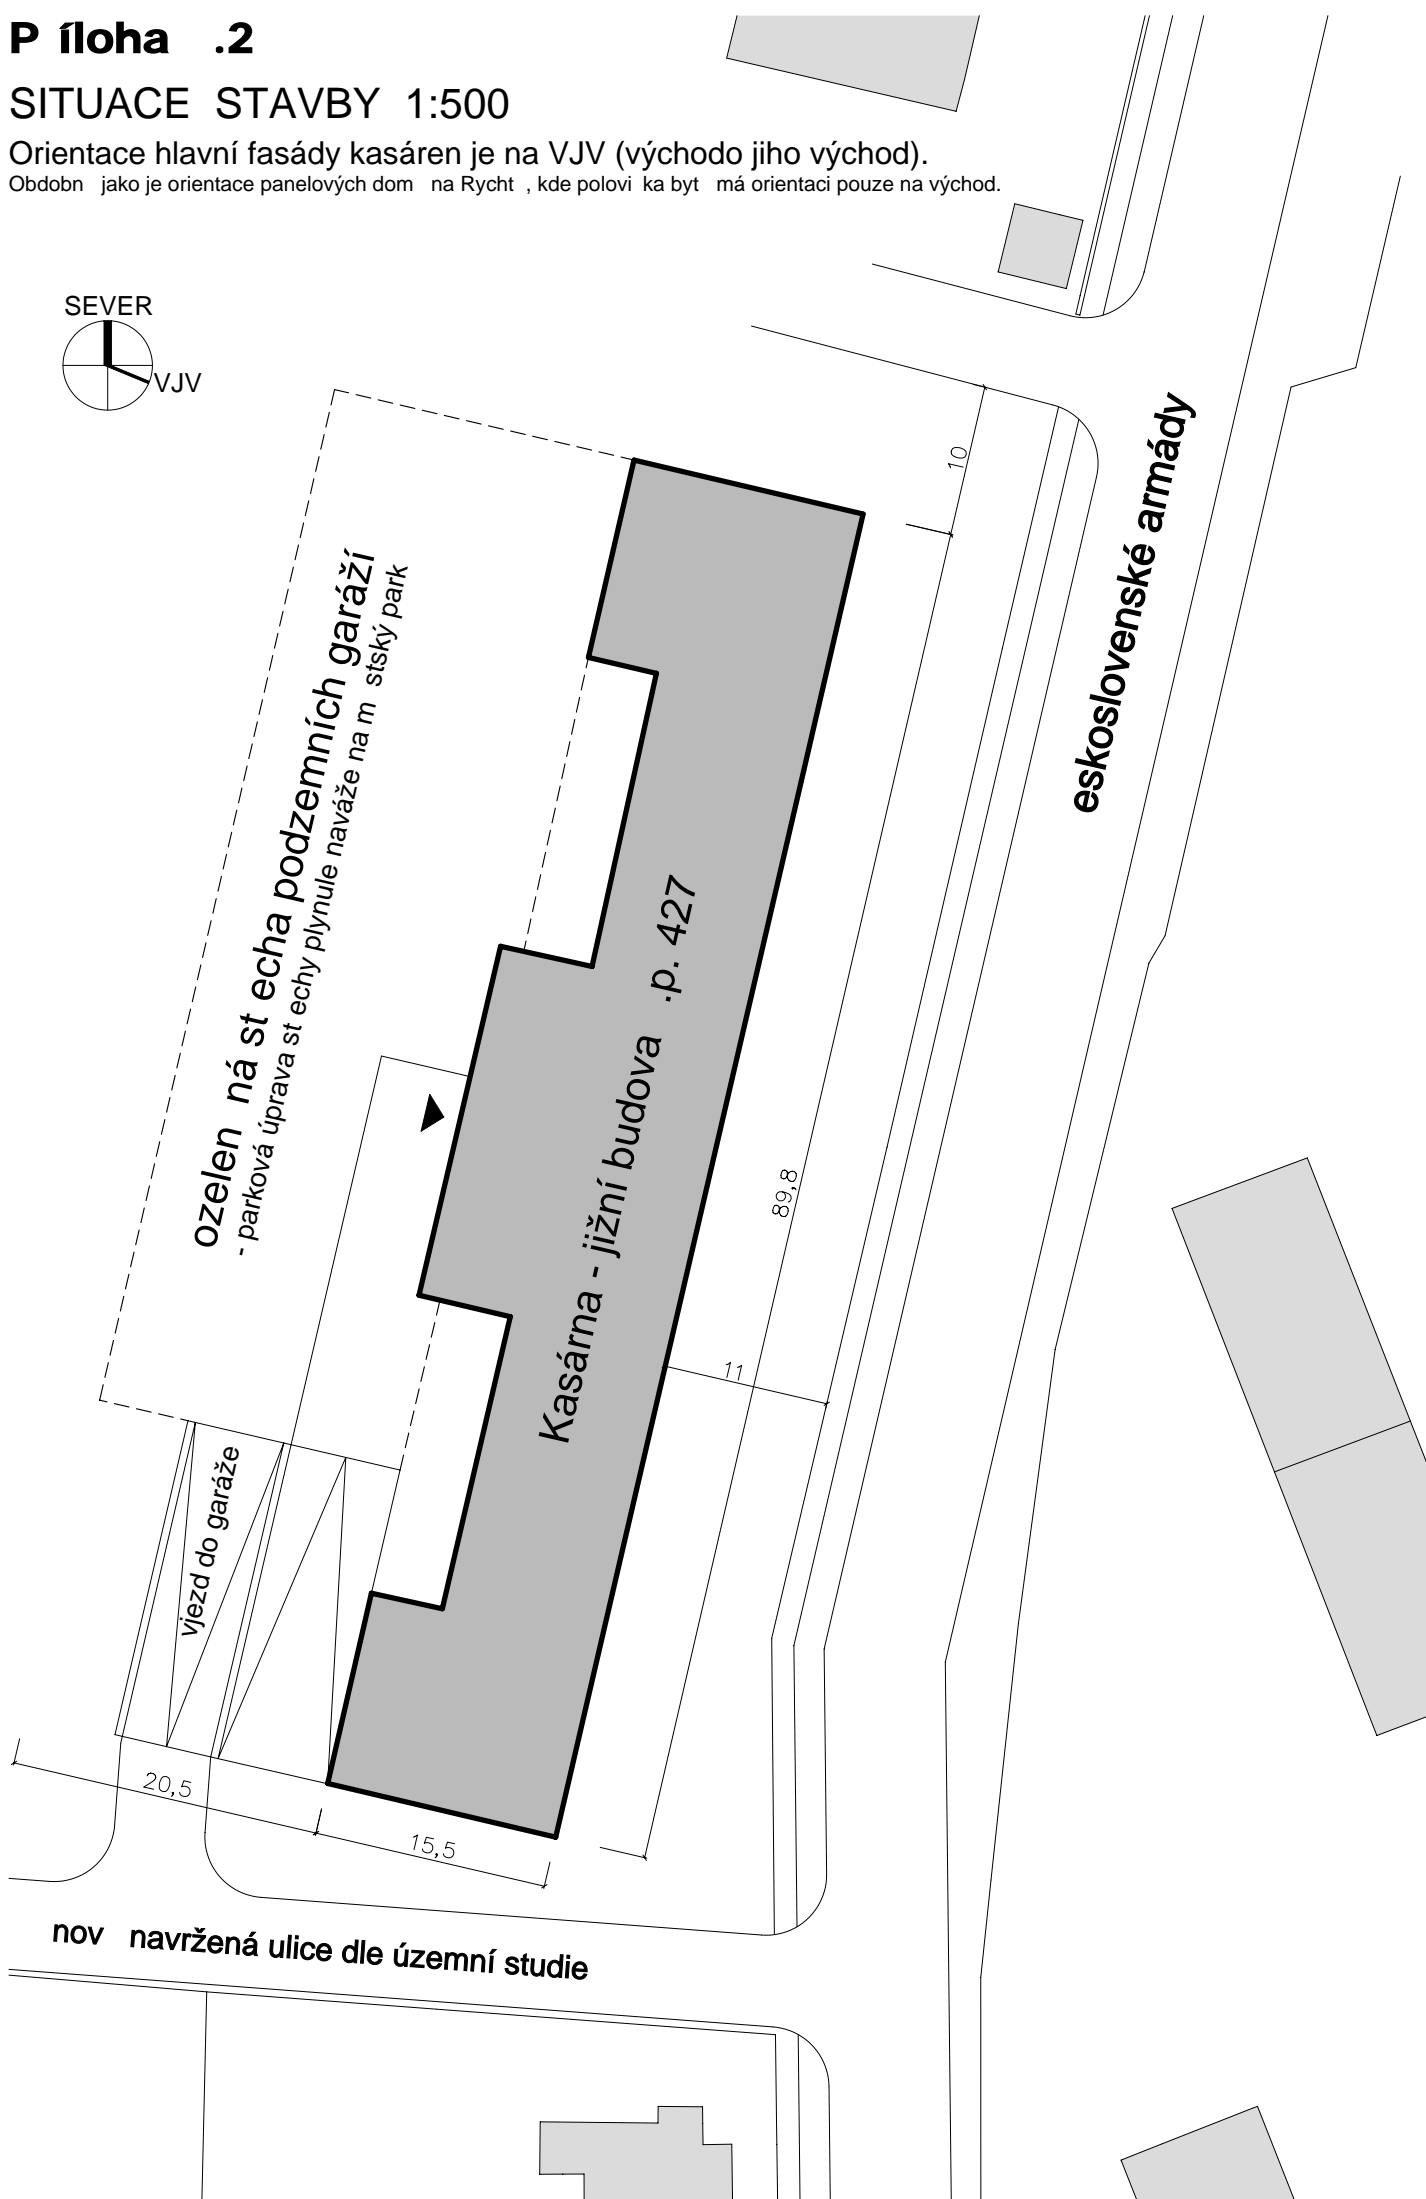 P íloha .2
SITUACE STAVBY 1:500
Orientace hlavní fasády kasáren je na VJV (východo jiho východ).
Obdobn jako je orientace panelových dom na Rycht , kde polovi ka byt má orientaci pouze na východ.
SEVER
VJV
10
eskoslovenské armády
ozelen ná st echa podzemních garáží
- parková úprava st echy plynule naváže na m stský park
Kasárna - jižní budova .p. 427
89,8
11
vjezd do garáže
20,5
15,5
nov navržená ulice dle územní studie